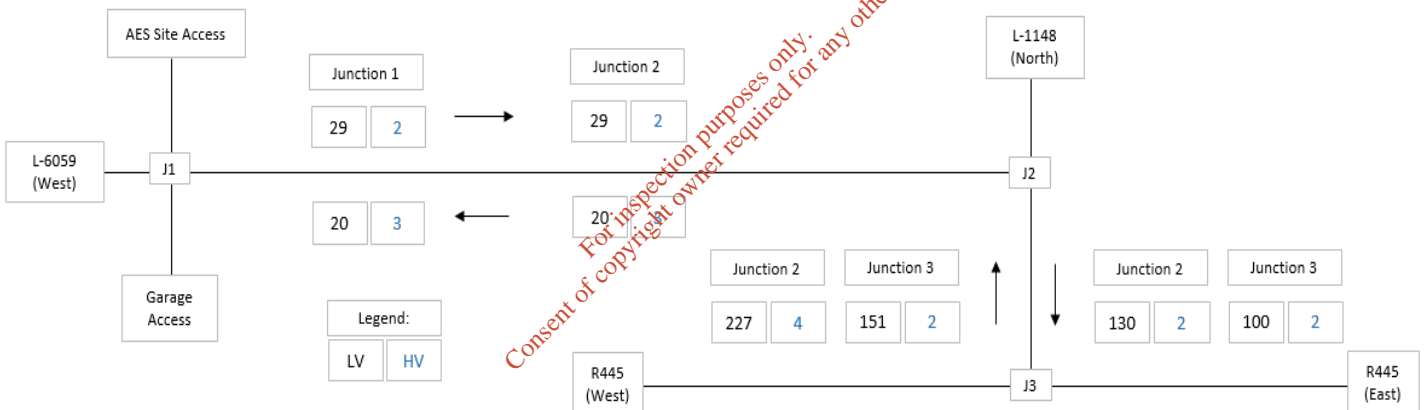 AES Site Access
L-1148
(North)
Junction 1
Junction 2
29 2
29 2
L-6059
(West)
J1
J2
20 3
20
Garage
Access
Junction 2
Junction 3
Junction 2
Junction 3
227 4
151 2
130 2
100 2
Legend:
LV HV
R445
(West)
J3
R445
(East)
For inspection purposes only.
Consent of copyright owner required for any othe